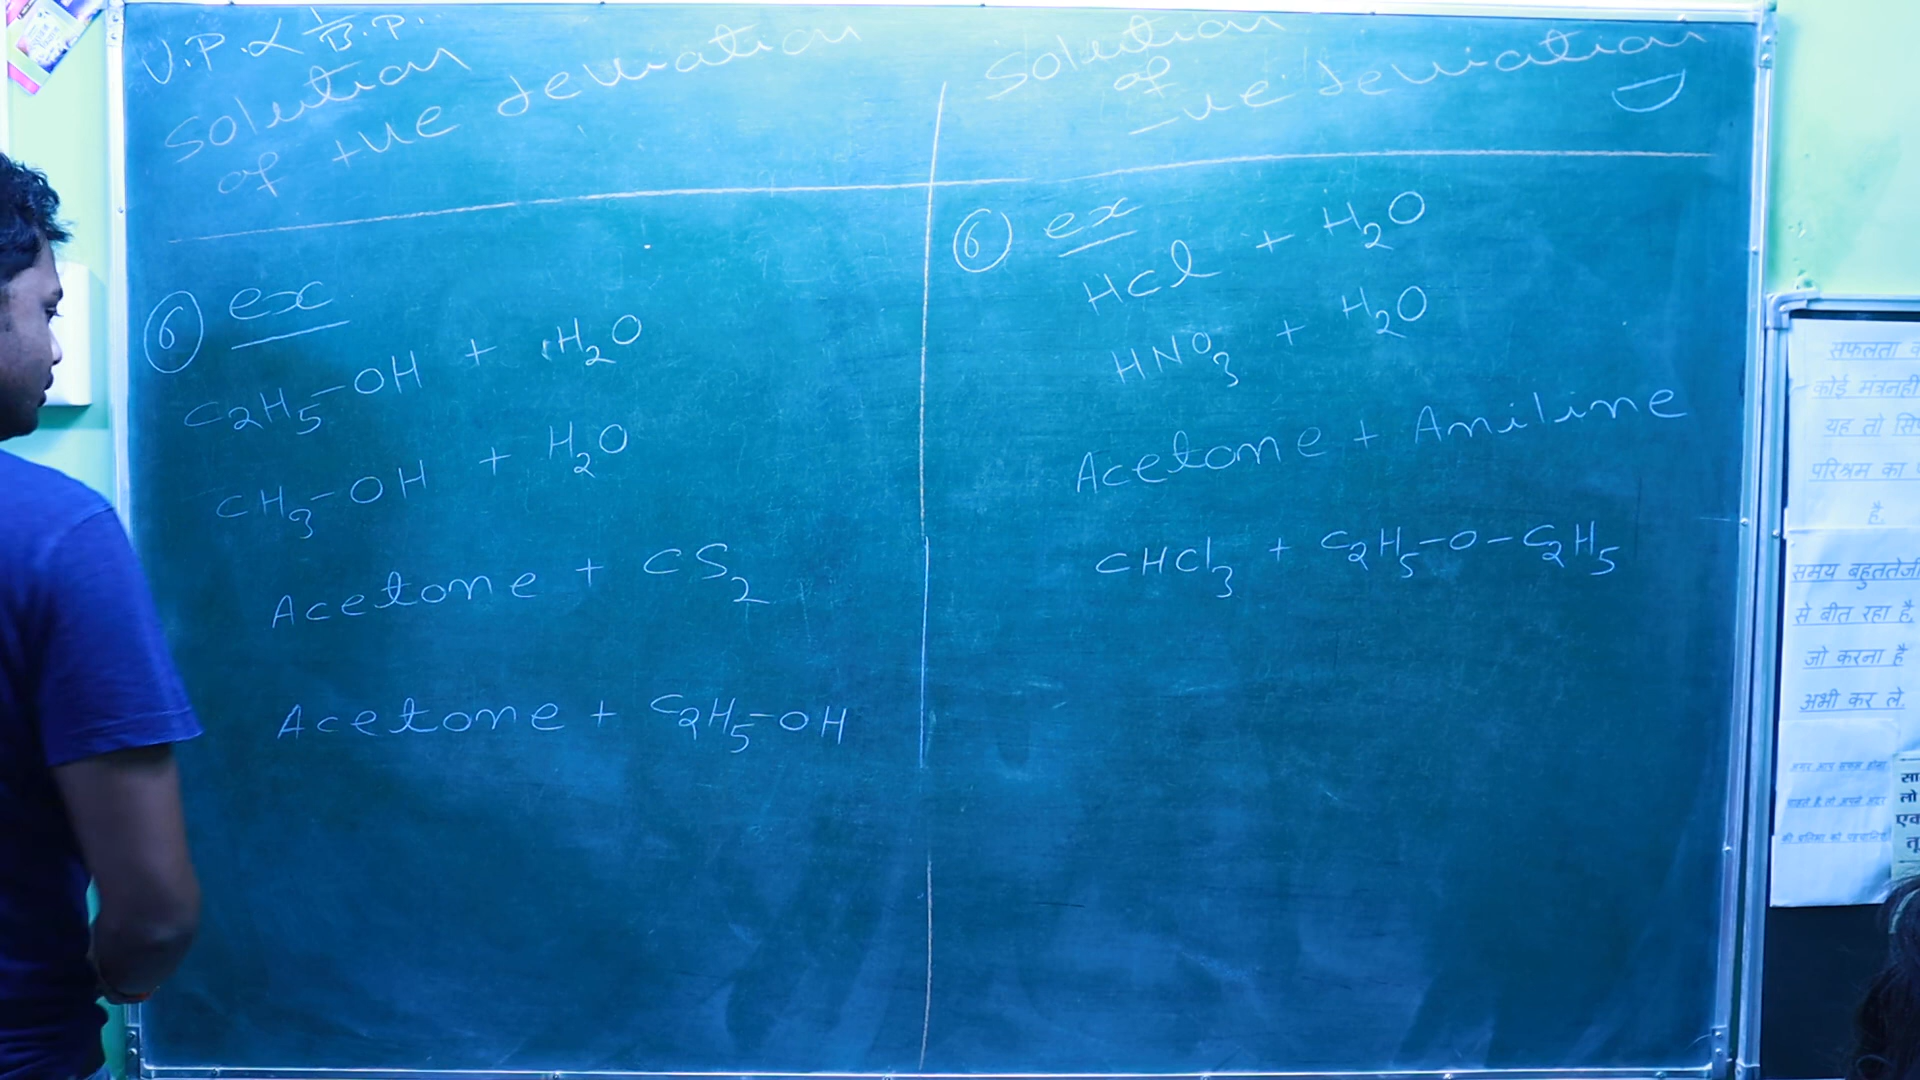 V.P. ∝ 1/B.P.
Solution
of +ve deviation
⑥ ex
C2H5-OH + H2O
CH3-OH + H2O
Acetone + CS2
Acetone + C2H5-OH
Solution
of
-ve deviation
⑥ ex
HCl + H2O
HNO3 + H2O
Acetone + Aniline
CHCl3 + C2H5-O-C2H5
सफलता क
कोई मंत्र नहीं
यह तो सि
परिश्रम का
है.
समय बहुत तेजी
से बीत रहा है,
जो करना है
अभी कर ले.
सा
लो
एक
तू